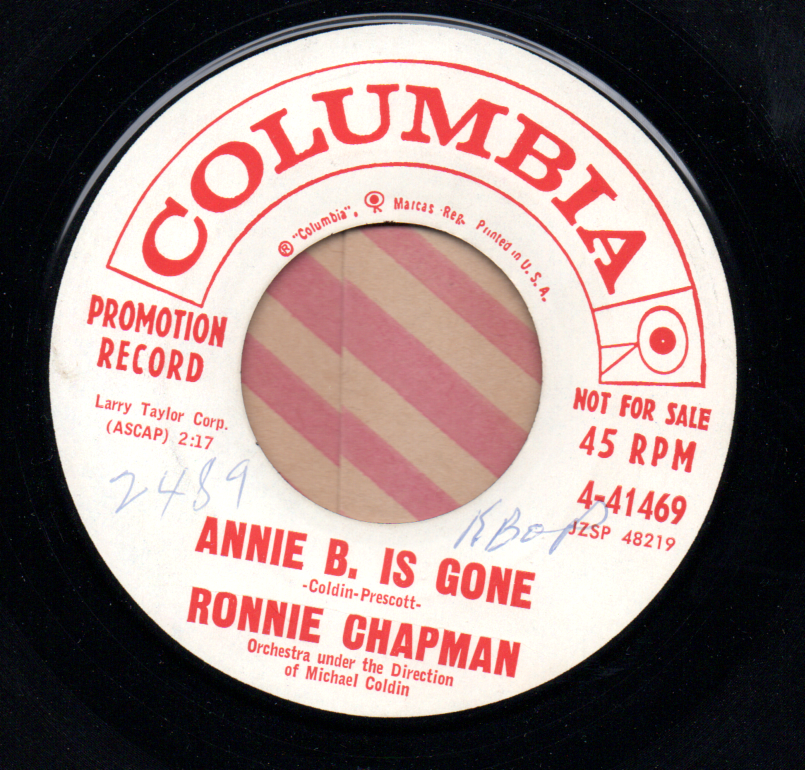 COLUMBIA
® "Columbia", Marcas Reg. Printed in U. S. A.
PROMOTION
RECORD
Larry Taylor Corp.
(ASCAP) 2:17
NOT FOR SALE
45 RPM
4-41469
JZSP 48219
2489
KBOP
ANNIE B. IS GONE
-Coldin-Prescott-
RONNIE CHAPMAN
Orchestra under the Direction
of Michael Coldin